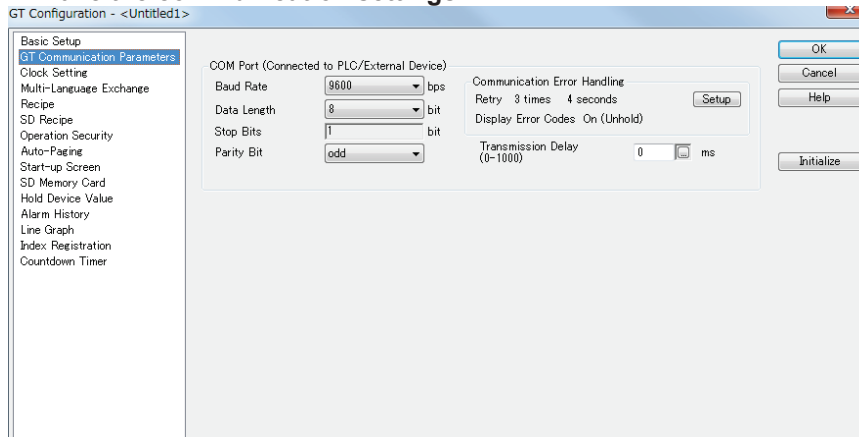 GT Configuration - <Untitled1>
Basic Setup
GT Communication Parameters
Clock Setting
Multi-Language Exchange
Recipe
SD Recipe
Operation Security
Auto-Paging
Start-up Screen
SD Memory Card
Hold Device Value
Alarm History
Line Graph
Index Registration
Countdown Timer
COM Port (Connected to PLC/External Device)
Baud Rate 9600 bps
Data Length 8 bit
Stop Bits 1 bit
Parity Bit odd
Communication Error Handling
Retry 3 times 4 seconds Setup
Display Error Codes On (Unhold)
Transmission Delay
(0-1000) 0 ms
OK
Cancel
Help
Initialize